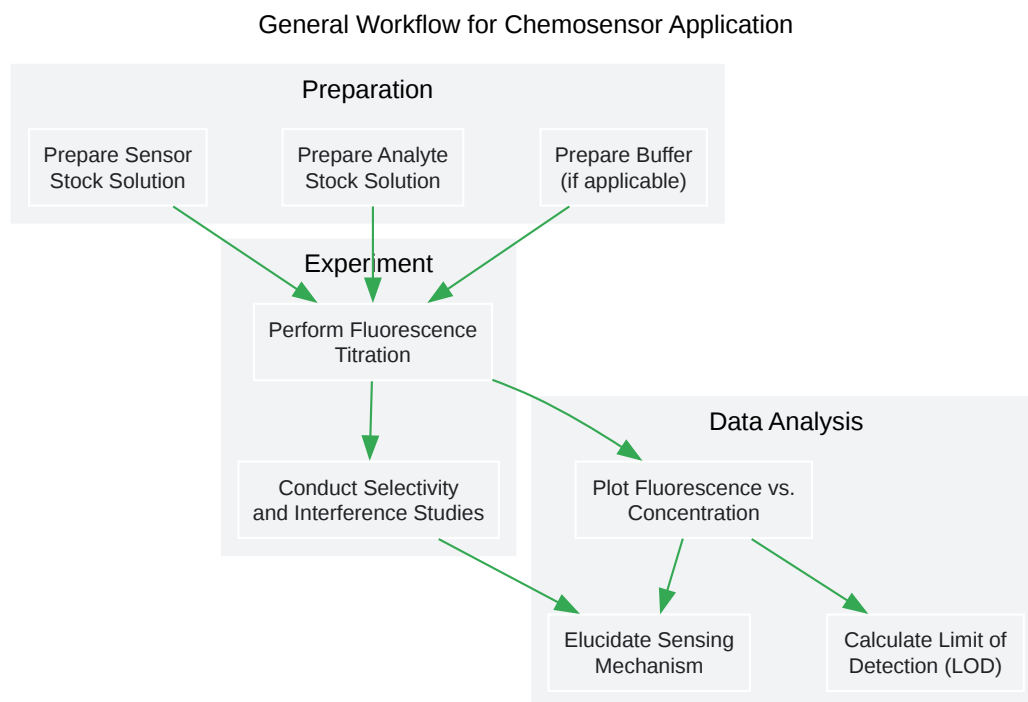 General Workflow for Chemosensor Application
Preparation
Prepare Sensor
Stock Solution
Prepare Analyte
Stock Solution
Prepare Buffer
(if applicable)
Experiment
Perform Fluorescence
Titration
Conduct Selectivity
and Interference Studies
Data Analysis
Plot Fluorescence vs.
Concentration
Elucidate Sensing
Mechanism
Calculate Limit of
Detection (LOD)